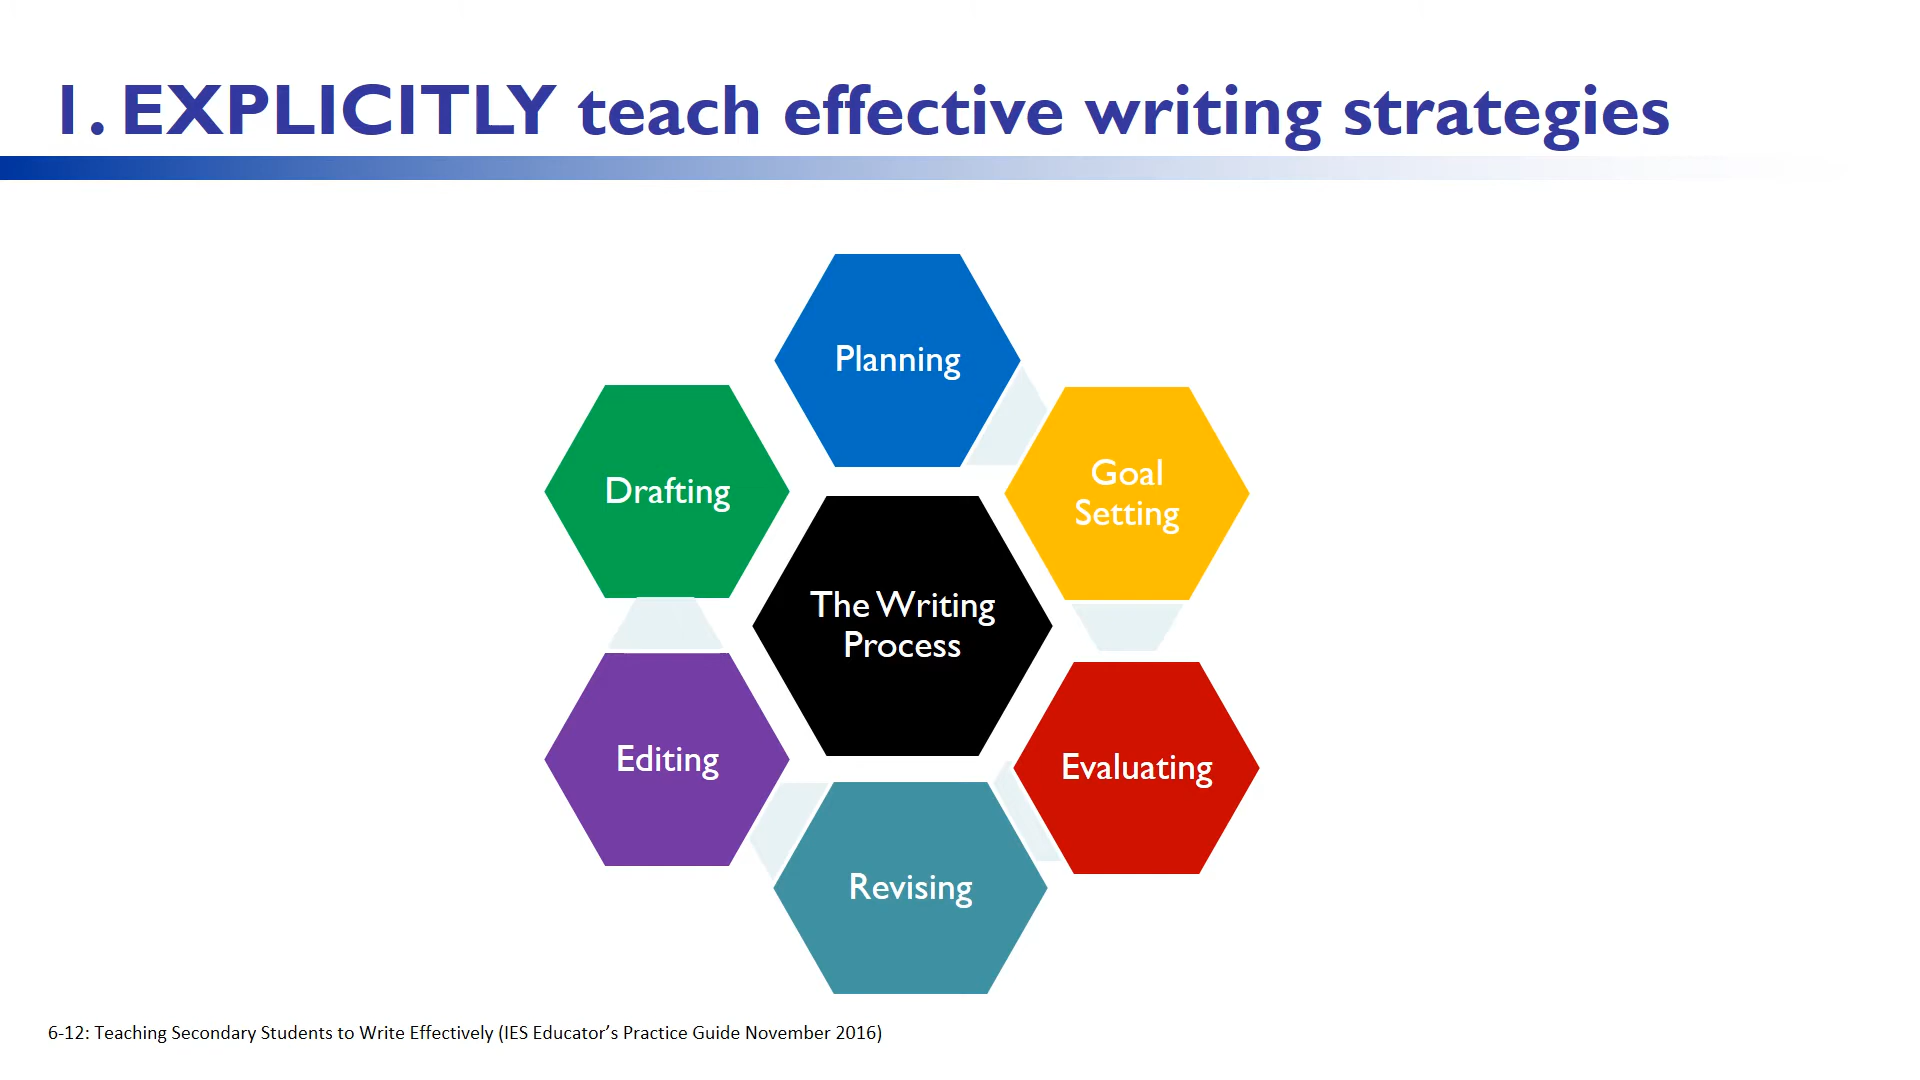 1. EXPLICITLY teach effective writing strategies
Planning
Goal
Setting
Drafting
The Writing
Process
Evaluating
Editing
Revising
6-12: Teaching Secondary Students to Write Effectively (IES Educator’s Practice Guide November 2016)